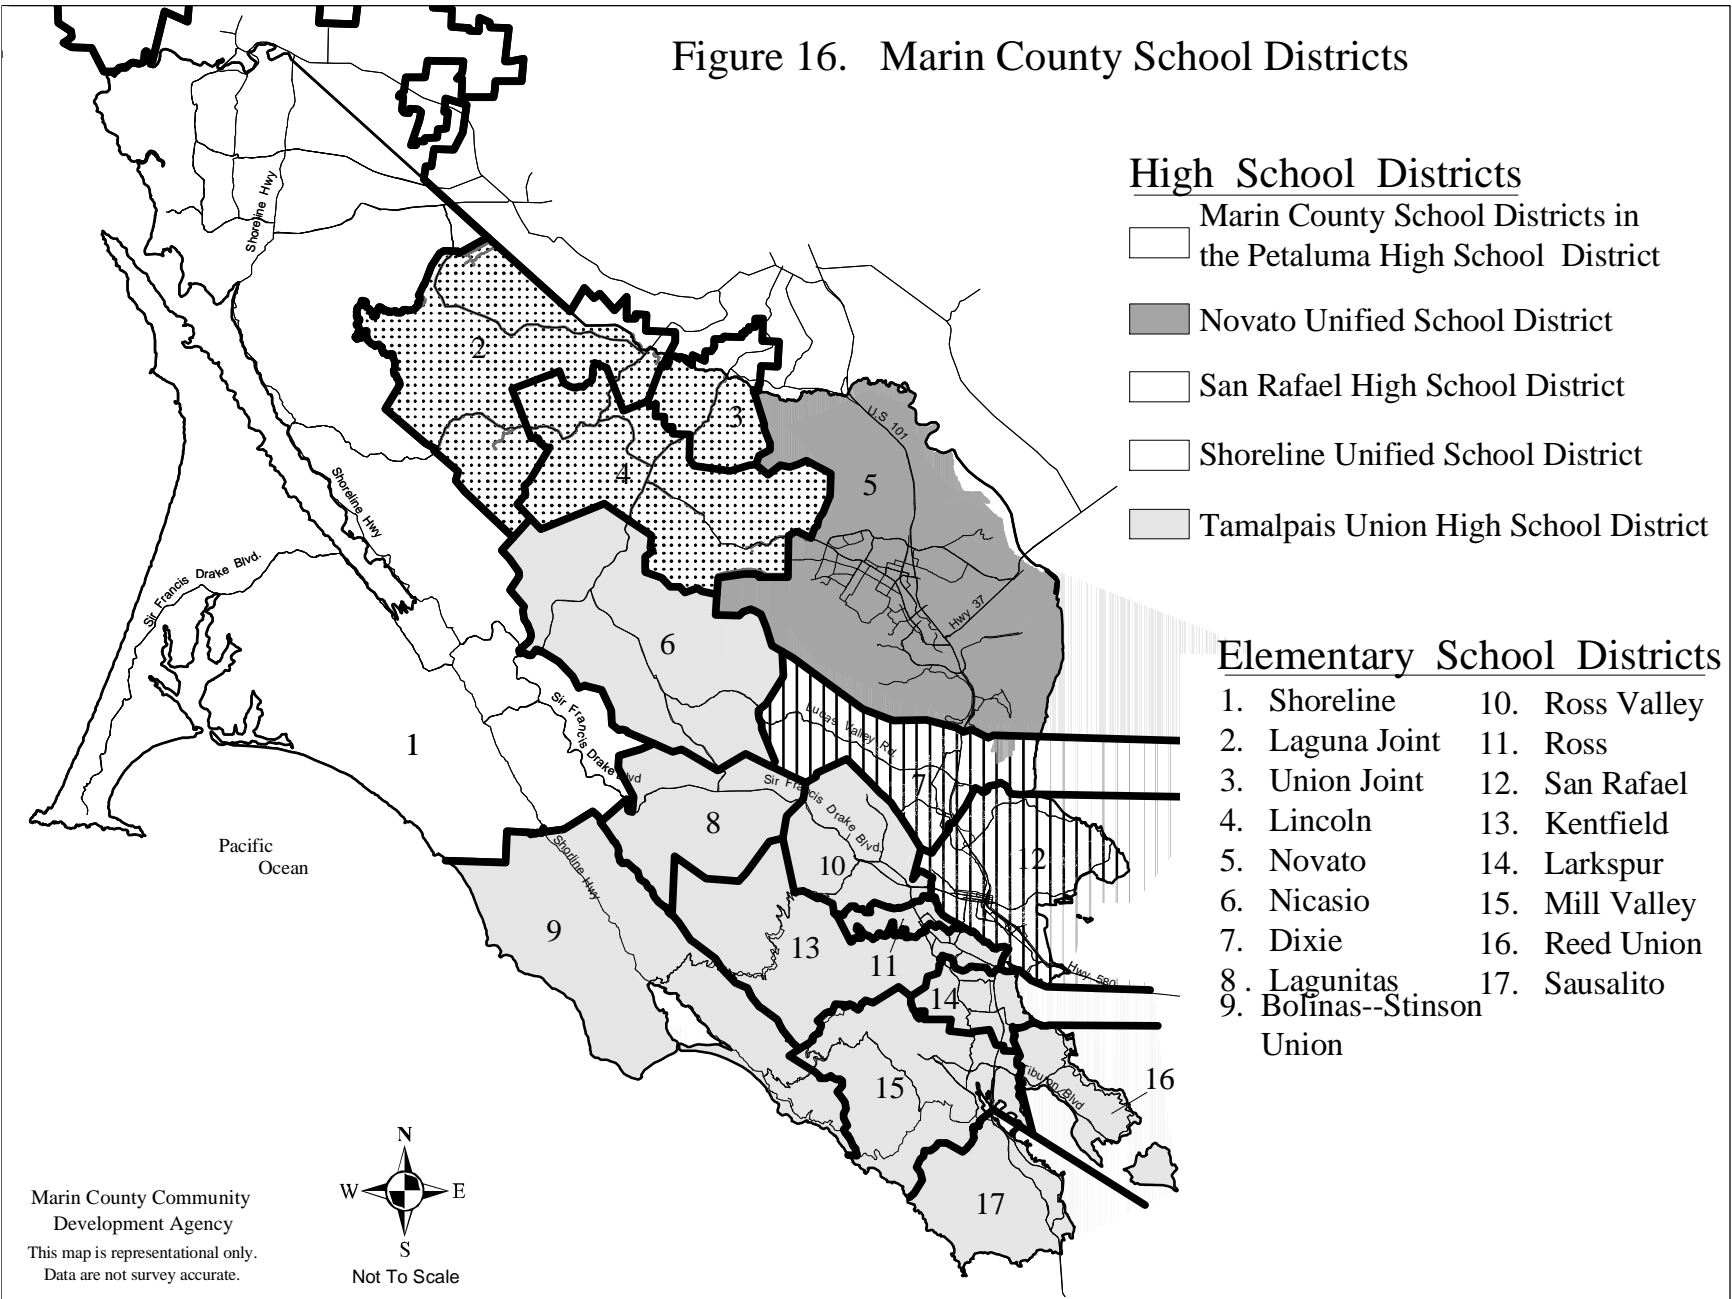 Figure 16. Marin County School Districts
High School Districts
Marin County School Districts in
the Petaluma High School District
Novato Unified School District
San Rafael High School District
Shoreline Unified School District
Tamalpais Union High School District
Elementary School Districts
1. Shoreline
2. Laguna Joint
3. Union Joint
4. Lincoln
5. Novato
6. Nicasio
7. Dixie
8. Lagunitas
9. Bolinas--Stinson
Union
10. Ross Valley
11. Ross
12. San Rafael
13. Kentfield
14. Larkspur
15. Mill Valley
16. Reed Union
17. Sausalito
Shoreline Hwy
2
3
U.S 101
4
5
Shoreline Hwy
Sir Francis Drake Blvd.
Hwy 37
6
Sir Francis Drake Blvd
Lucas Valley Rd.
1
7
Sir Francis Drake Blvd.
8
10
12
Pacific
Ocean
Shorline Hwy
9
13
11
Hwy 580
14
15
Tiburon Blvd
16
17
N
W
E
S
Not To Scale
Marin County Community
Development Agency
This map is representational only.
Data are not survey accurate.